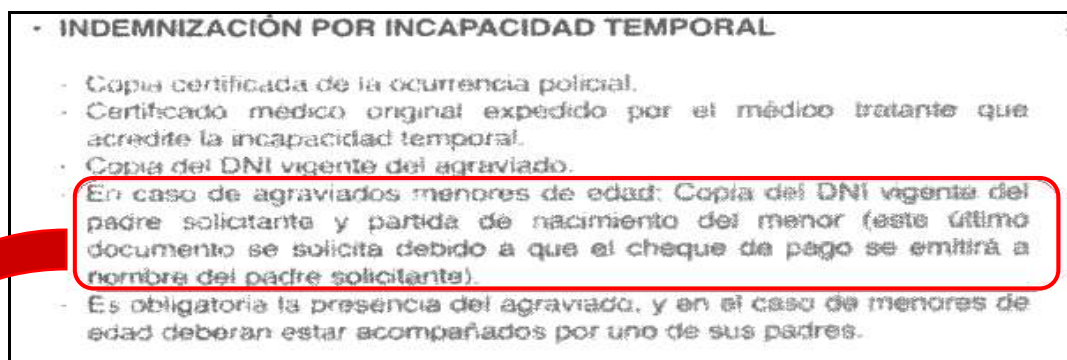 · INDEMNIZACIÓN POR INCAPACIDAD TEMPORAL
- Copia certificada de la ocurrencia policial.
- Certificado médico original expedido por el médico tratante que
acredite la incapacidad temporal.
- Copia del DNI vigente del agraviado.
- En caso de agraviados menores de edad: Copia del DNI vigente del
padre solicitante y partida de nacimiento del menor (este último
documento se solicita debido a que el cheque de pago se emitirá a
nombre del padre solicitante).
- Es obligatoria la presencia del agraviado, y en el caso de menores de
edad deberan estar acompañados por uno de sus padres.